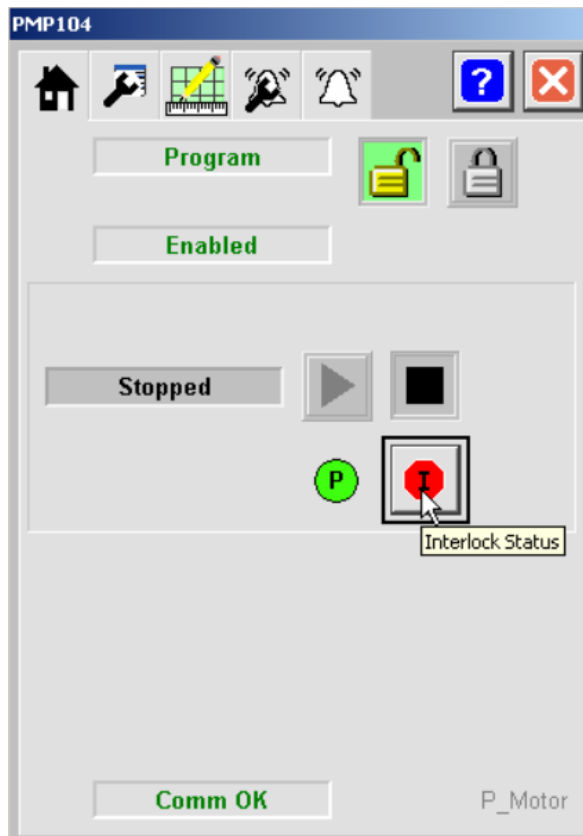 PMP104
?
Program
Enabled
Stopped
P
I
Interlock Status
Comm OK
P_Motor